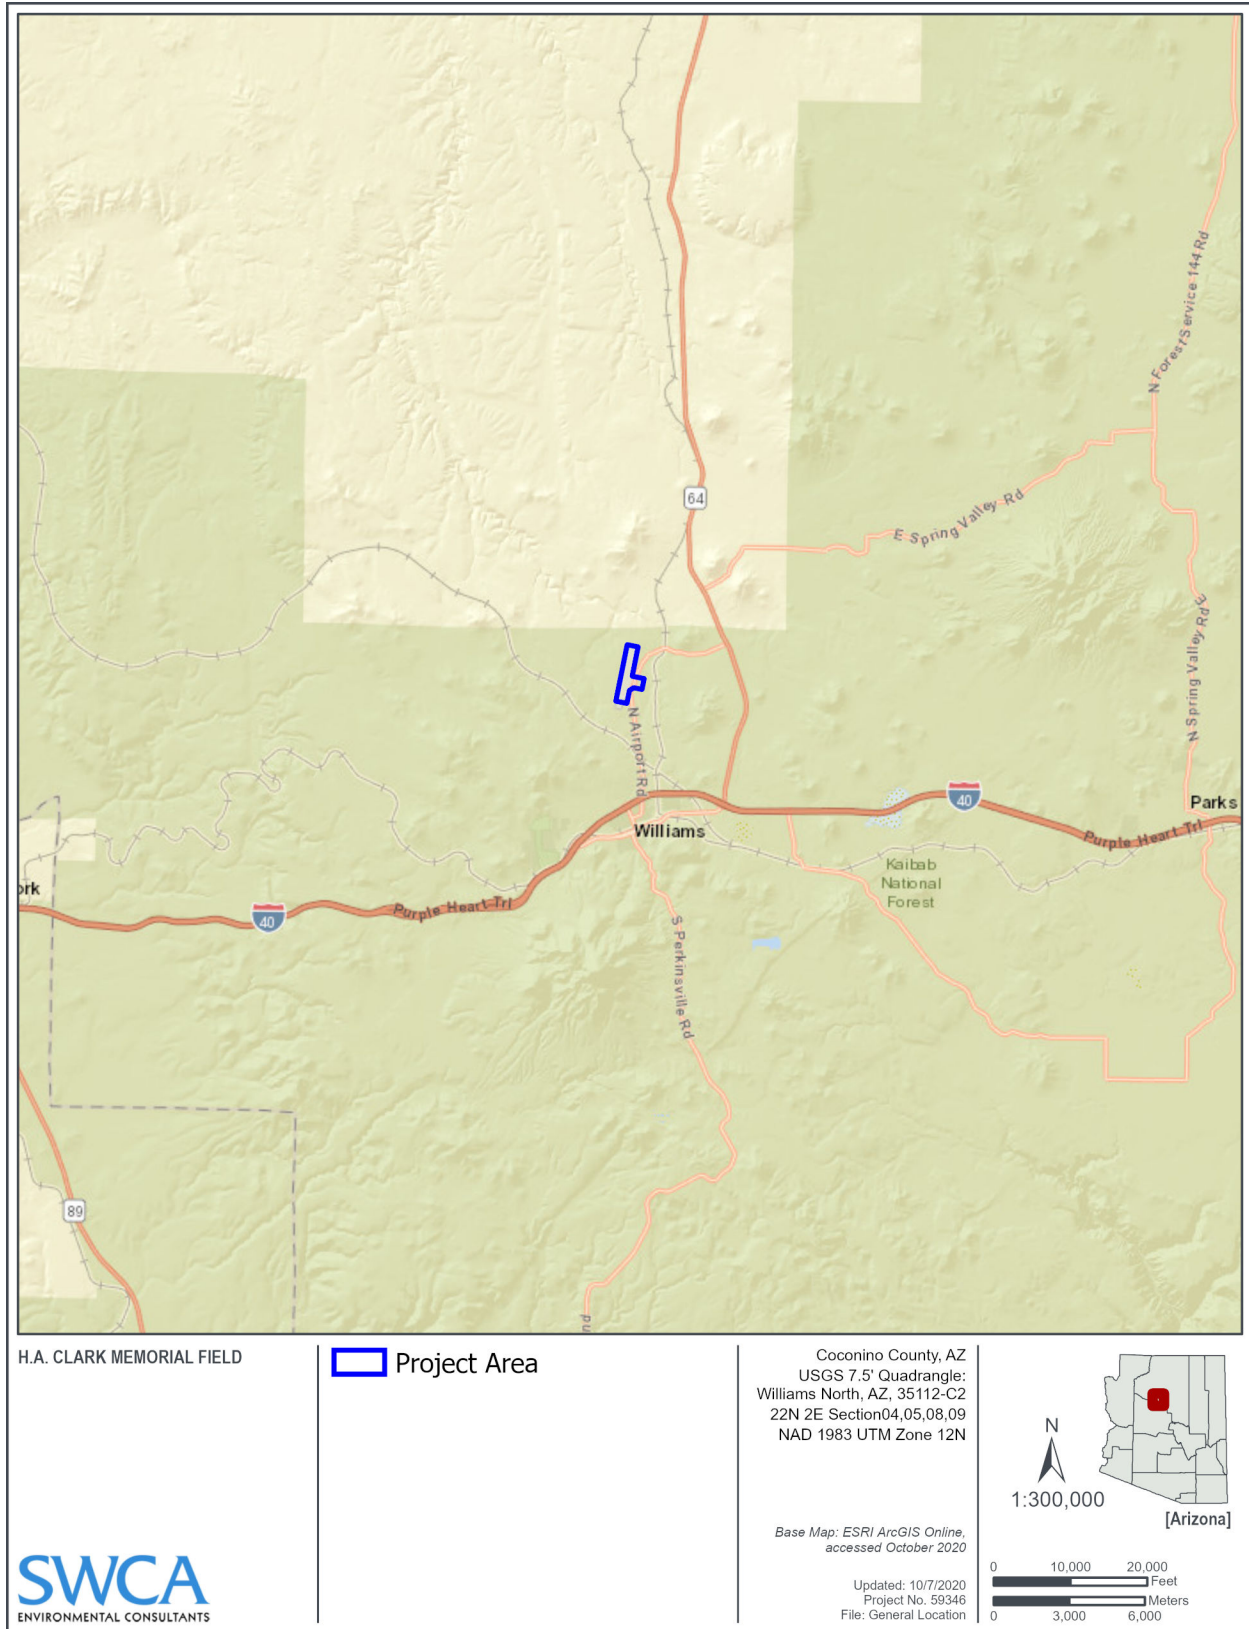 N Forest Service 144 Rd
64
E Spring Valley Rd
N Spring Valley Rd
N Airport Rd
40
Parks
Purple Heart Trl
Williams
Kaibab
National
Forest
ork
40
Purple Heart Trl
S Perkinsville Rd
89
H.A. CLARK MEMORIAL FIELD
Project Area
Coconino County, AZ
USGS 7.5' Quadrangle:
Williams North, AZ, 35112-C2
22N 2E Section04,05,08,09
NAD 1983 UTM Zone 12N
Base Map: ESRI ArcGIS Online,
accessed October 2020
Updated: 10/7/2020
Project No. 59346
File: General Location
N
1:300,000
[Arizona]
0 10,000 20,000
Feet
Meters
0 3,000 6,000
SWCA
ENVIRONMENTAL CONSULTANTS